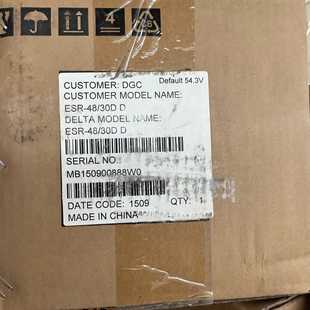 4
CUSTOMER: DGC Default 54.3V
CUSTOMER MODEL NAME:
ESR-48/30D D
DELTA MODEL NAME:
ESR-48/30D D
SERIAL NO.:
MB150900888W0
DATE CODE: 1509 QTY: 1
MADE IN CHINA